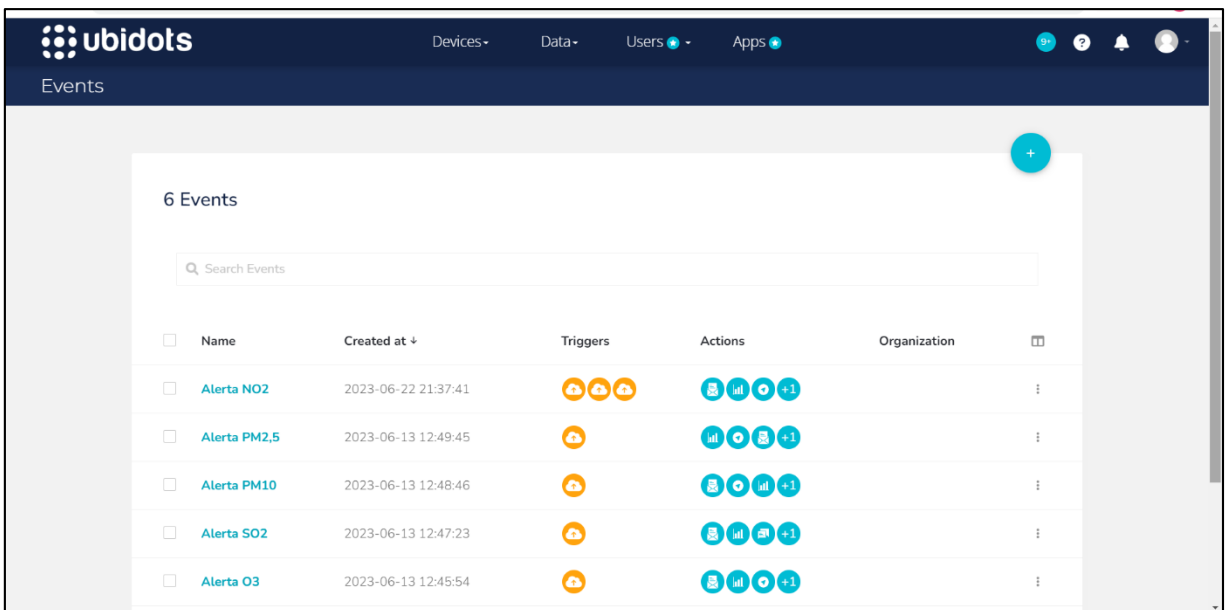 ubidots Devices Data Users Apps 9+ ?
Events
+
6 Events
Search Events
Name Created at ↓ Triggers Actions Organization
Alerta NO2 2023-06-22 21:37:41 +1
Alerta PM2,5 2023-06-13 12:49:45 +1
Alerta PM10 2023-06-13 12:48:46 +1
Alerta SO2 2023-06-13 12:47:23 +1
Alerta O3 2023-06-13 12:45:54 +1